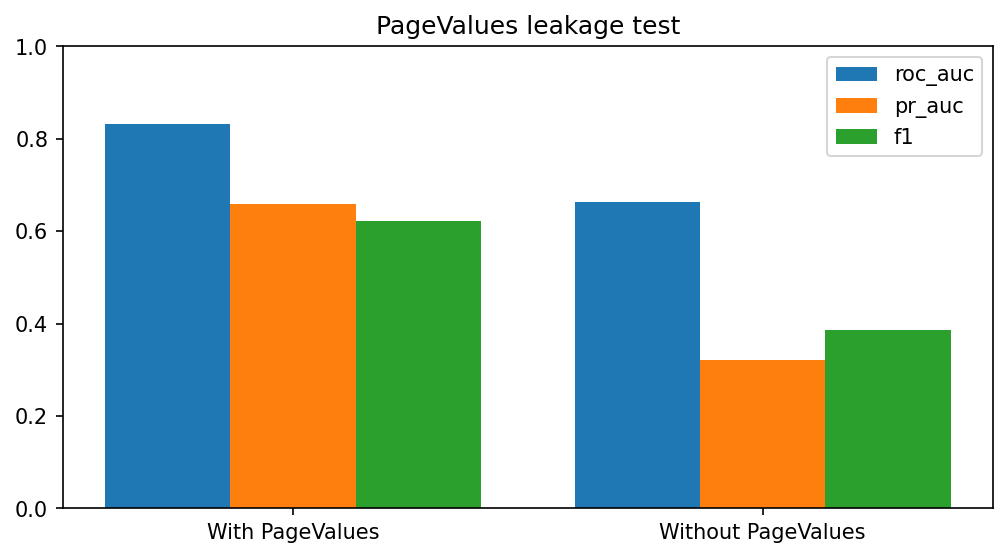 PageValues leakage test
1.0
0.8
0.6
0.4
0.2
0.0
roc_auc
pr_auc
f1
With PageValues
Without PageValues